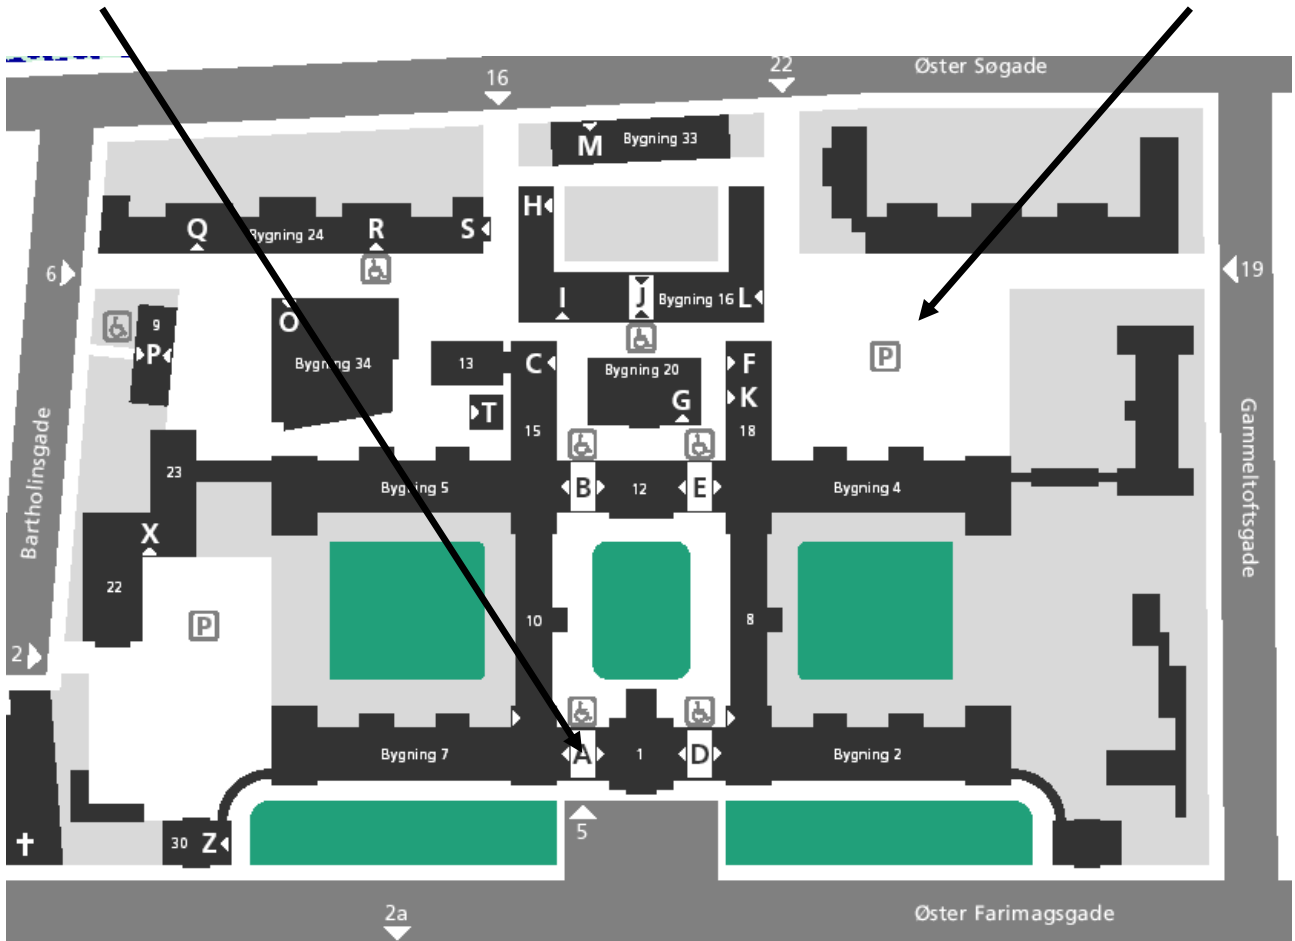 Øster Søgade
22
16
M Bygning 33
H
Q
R
S
Bygning 24
6
19
I
J
Bygning 16 L
O
9
P
Bygning 34
13
C
Bygning 20
F
P
G
K
T
15
18
23
Bygning 5
B
12
E
Bygning 4
X
22
Bartholinsgade
Gammeltoftsgade
P
10
8
2
Bygning 7
A
1
D
Bygning 2
5
30 Z
2a
Øster Farimagsgade